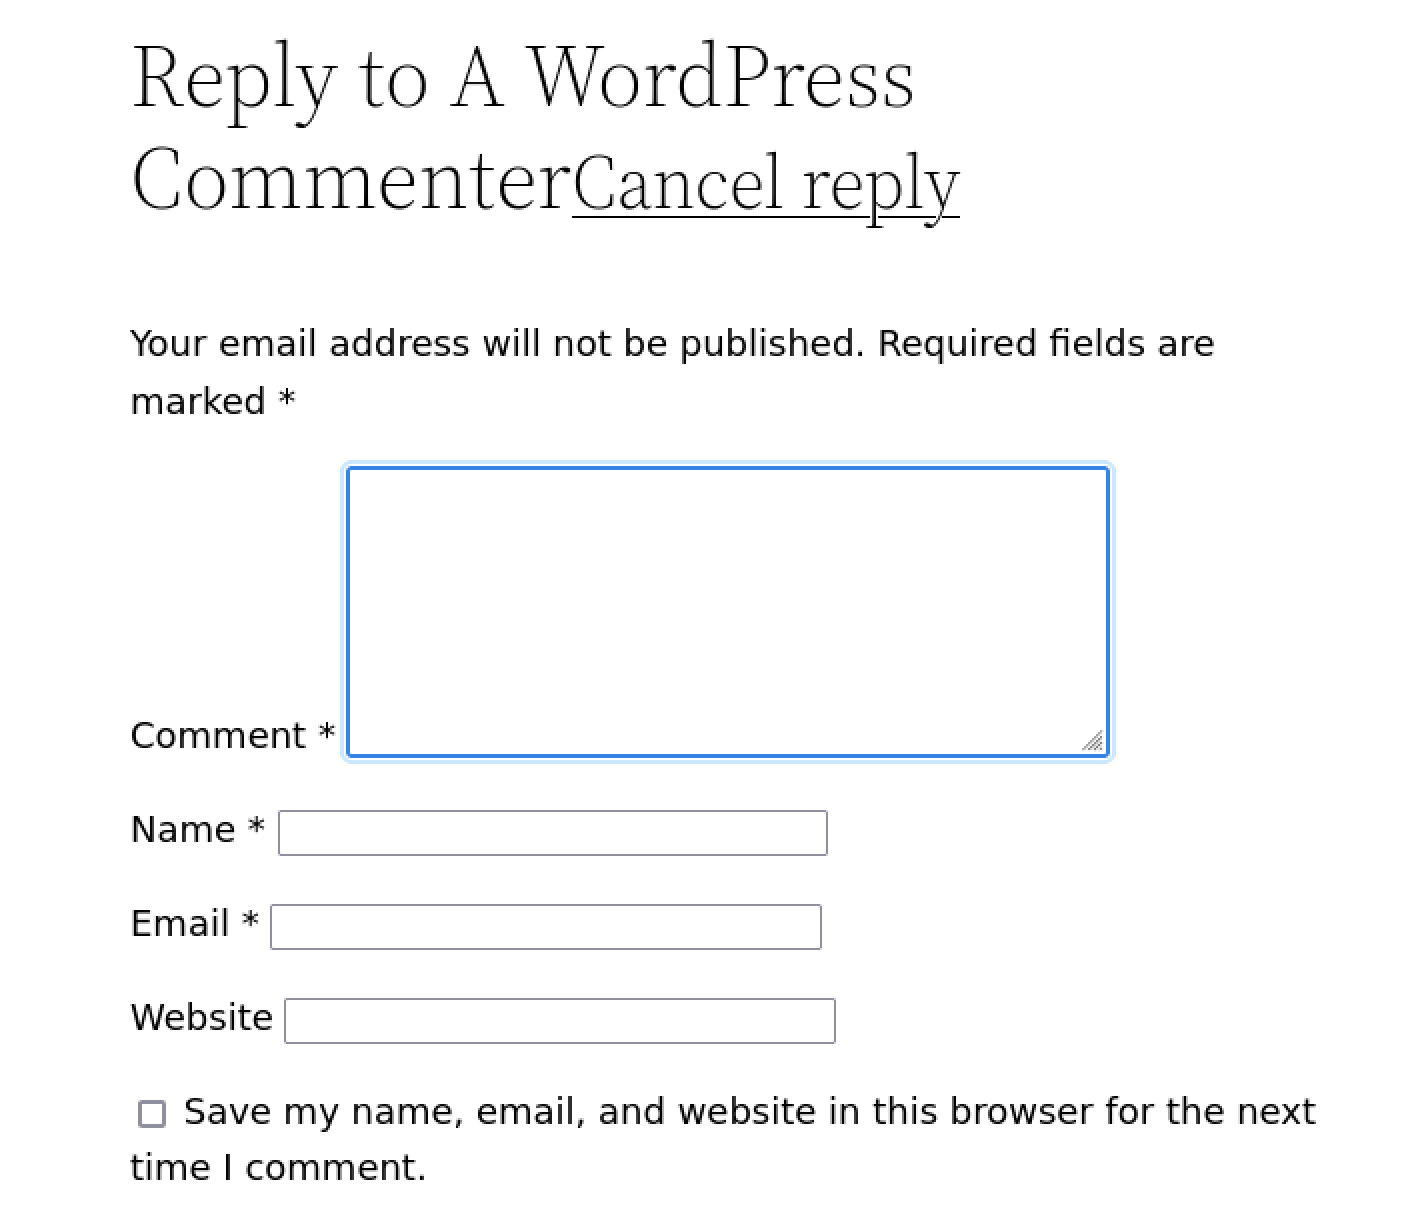 Reply to A WordPress
CommenterCancel reply
Your email address will not be published. Required fields are
marked *
Comment *
Name *
Email *
Website
Save my name, email, and website in this browser for the next
time I comment.